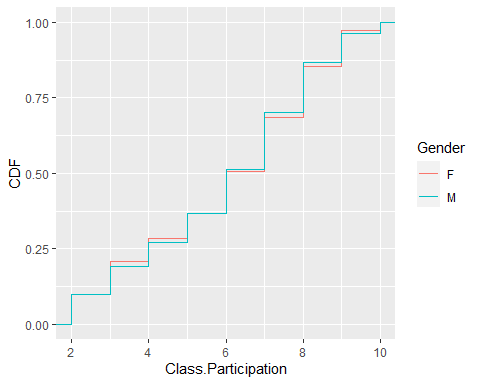 1.00
0.75
0.50
0.25
0.00
CDF
2 4 6 8 10
Class.Participation
Gender
F
M